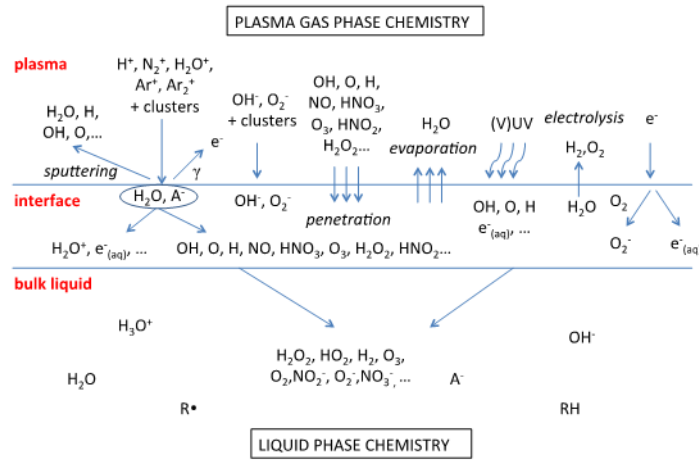 PLASMA GAS PHASE CHEMISTRY
plasma
H⁺, N₂⁺, H₂O⁺,
Ar⁺, Ar₂⁺
+ clusters
H₂O, H,
OH, O,...
sputtering
e⁻
γ
OH⁻, O₂⁻
+ clusters
OH, O, H,
NO, HNO₃,
O₃, HNO₂,
H₂O₂...
H₂O
evaporation
(V)UV
electrolysis
H₂,O₂
e⁻
interface
H₂O, A⁻
OH⁻, O₂⁻
penetration
OH, O, H
e⁻(aq), ...
H₂O
O₂
O₂⁻
e⁻(aq
H₂O⁺, e⁻(aq), ...
OH, O, H, NO, HNO₃, O₃, H₂O₂, HNO₂...
bulk liquid
H₃O⁺
H₂O
R•
H₂O₂, HO₂, H₂, O₃,
O₂,NO₂⁻, O₂⁻,NO₃⁻, ...
A⁻
OH⁻
RH
LIQUID PHASE CHEMISTRY